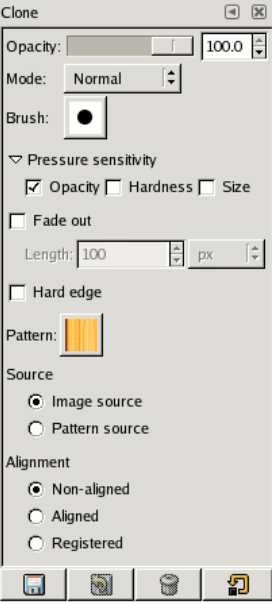 Clone
Opacity: 100.0
Mode: Normal
Brush:
Pressure sensitivity
Opacity Hardness Size
Fade out
Length: 100 px
Hard edge
Pattern:
Source
Image source
Pattern source
Alignment
Non-aligned
Aligned
Registered